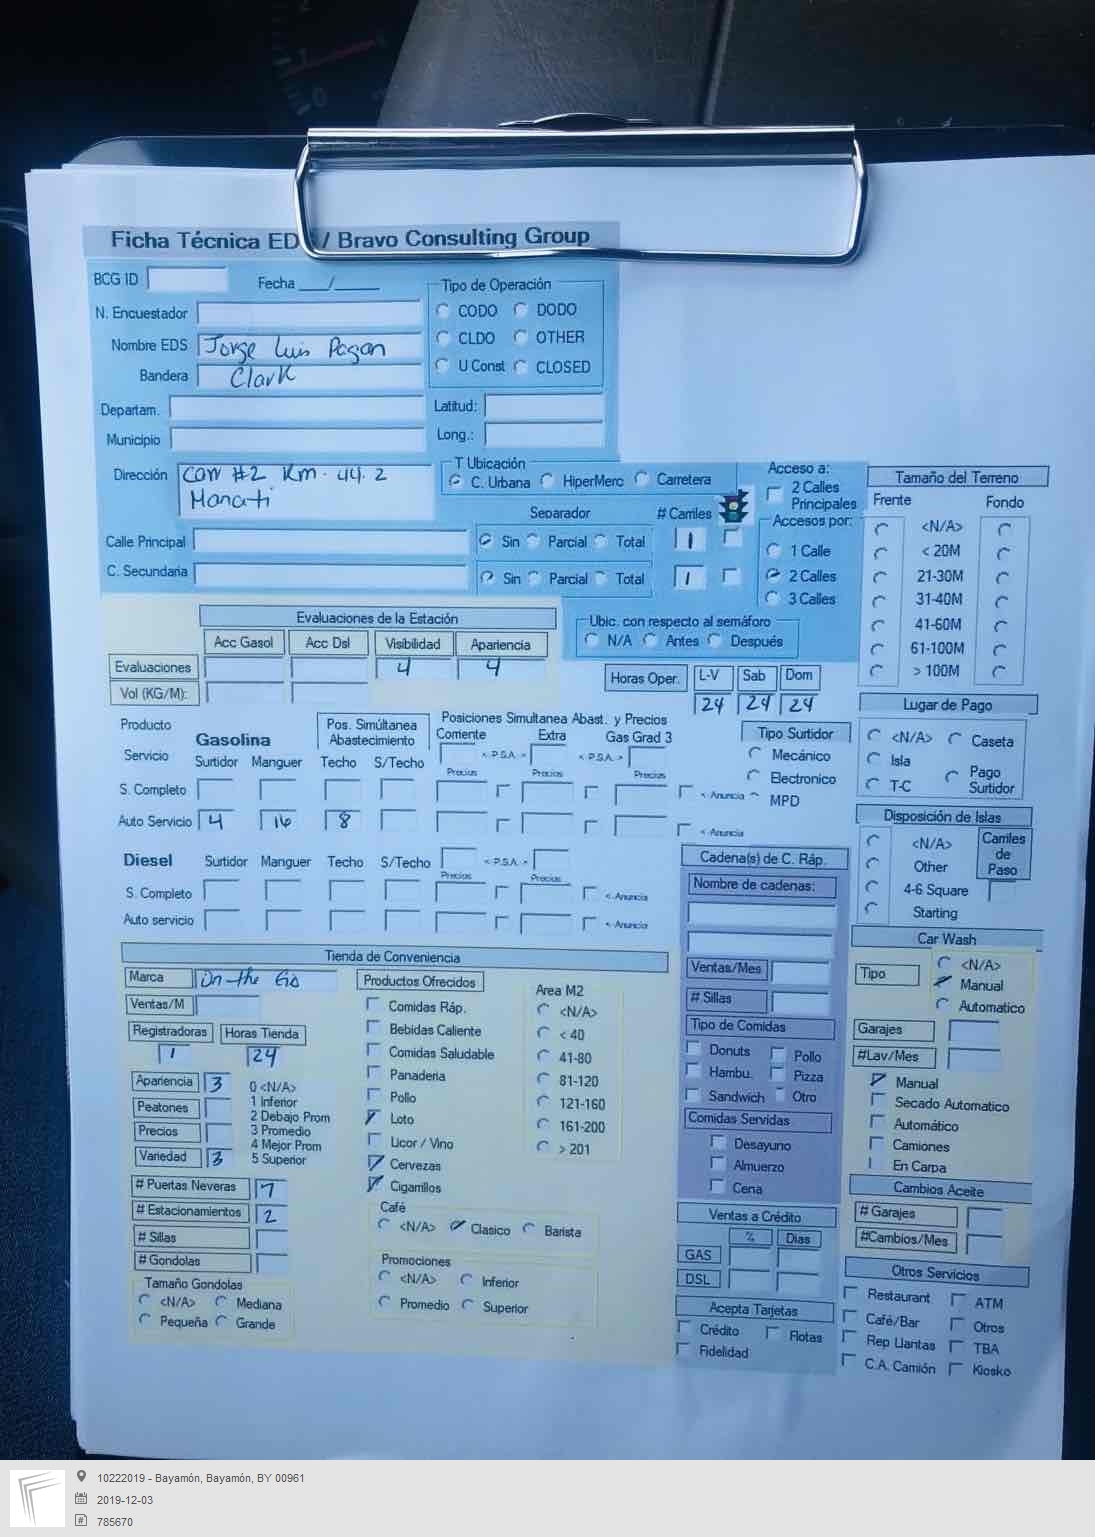 Ficha Técnica ED / Bravo Consulting Group
BCG ID Fecha ___/_____ Tipo de Operación
N. Encuestador CODO DODO
Nombre EDS Jorge Luis Pagan CLDO OTHER
Bandera Clark U Const CLOSED
Departam. Latitud:
Municipio Long.:
Dirección Carr #2 Km. 44.2
Manati
T Ubicación
C. Urbana HiperMerc Carretera
Acceso a:
2 Calles
Principales
Tamaño del Terreno
Frente Fondo
Separador # Carriles
Accesos por:
Calle Principal Sin Parcial Total 1
C. Secundaria Sin Parcial Total 1
1 Calle
2 Calles
3 Calles
<N/A>
< 20M
21-30M
31-40M
41-60M
61-100M
> 100M
Evaluaciones de la Estación
Acc Gasol Acc Dsl Visibilidad Apariencia
Evaluaciones 4 4
Vol (KG/M):
Ubic. con respecto al semáforo
N/A Antes Después
Horas Oper. L-V Sab Dom
24 24 24
Lugar de Pago
<N/A> Caseta
Isla
Pago
Surtidor
T-C
Producto
Servicio
Gasolina
Pos. Simúltanea
Abastecimiento
Posiciones Simultanea Abast. y Precios
Corriente Extra Gas Grad 3
< P.S.A. > < P.S.A. >
Surtidor Manguer Techo S/Techo
Precios Precios Precios
Tipo Surtidor
Mecánico
Electronico
MPD
S. Completo <- Anuncia
Auto Servicio 4 16 8 <- Anuncia
Disposición de Islas
<N/A>
Other
4-6 Square
Starting
Carriles
de
Paso
Diesel Surtidor Manguer Techo S/Techo < P.S.A. >
Precios Precios
S. Completo <- Anuncia
Auto servicio <- Anuncia
Cadena(s) de C. Ráp.
Nombre de cadenas:
Ventas/Mes
# Sillas
Tipo de Comidas
Donuts Pollo
Hambu. Pizza
Sandwich Otro
Comidas Servidas
Desayuno
Almuerzo
Cena
Car Wash
Tipo <N/A>
Manual
Automatico
Garajes
#Lav/Mes
Manual
Secado Automatico
Automático
Camiones
En Carpa
Tienda de Conveniencia
Marca On-the Go
Ventas/M
Registradoras Horas Tienda
1 24
Apariencia 3
Peatones
Precios
Variedad 3
0 <N/A>
1 Inferior
2 Debajo Prom
3 Promedio
4 Mejor Prom
5 Superior
# Puertas Neveras 7
# Estacionamientos 2
# Sillas
# Gondolas
Tamaño Gondolas
<N/A> Mediana
Pequeña Grande
Productos Ofrecidos
Comidas Ráp.
Bebidas Caliente
Comidas Saludable
Panaderia
Pollo
Loto
Licor / Vino
Cervezas
Cigarrillos
Area M2
<N/A>
< 40
41-80
81-120
121-160
161-200
> 201
Café
<N/A> Clasico Barista
Promociones
<N/A> Inferior
Promedio Superior
Ventas a Crédito
% Dias
GAS
DSL
Acepta Tarjetas
Crédito Flotas
Fidelidad
Cambios Aceite
# Garajes
#Cambios/Mes
Otros Servicios
Restaurant ATM
Café/Bar Otros
Rep Llantas TBA
C.A. Camión Kiosko
10222019 - Bayamón, Bayamón, BY 00961
2019-12-03
785670